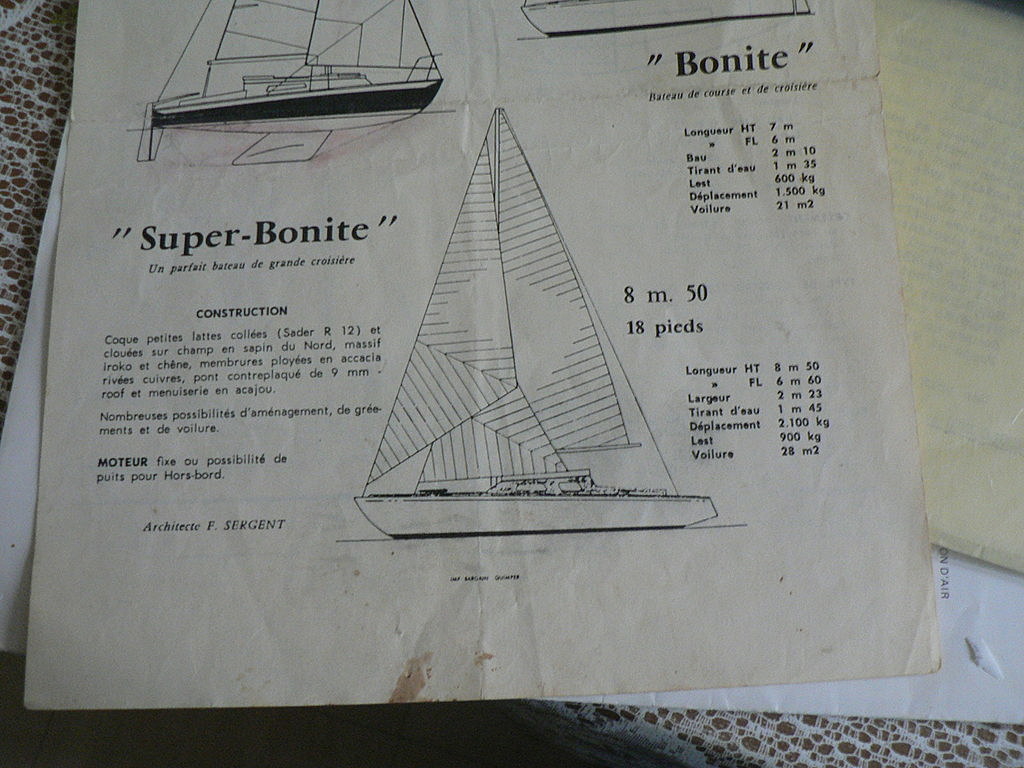 " Bonite "
Bateau de course et de croisière
Longueur HT 7 m
» FL 6 m
Bau 2 m 10
Tirant d'eau 1 m 35
Lest 600 kg
Déplacement 1.500 kg
Voilure 21 m2
" Super-Bonite "
Un parfait bateau de grande croisière
CONSTRUCTION
Coque petites lattes collées (Sader R 12) et
clouées sur champ en sapin du Nord, massif
iroko et chêne, membrures ployées en accacia
rivées cuivres, pont contreplaqué de 9 mm -
roof et menuiserie en acajou.
Nombreuses possibilités d'aménagement, de grée-
ments et de voilure.
MOTEUR fixe ou possibilité de
puits pour Hors-bord.
Architecte F. SERGENT
8 m. 50
18 pieds
Longueur HT 8 m 50
» FL 6 m 60
Largeur 2 m 23
Tirant d'eau 1 m 45
Déplacement 2.100 kg
Lest 900 kg
Voilure 28 m2
IMP BARGAIN QUIMPER
ON D'AIR